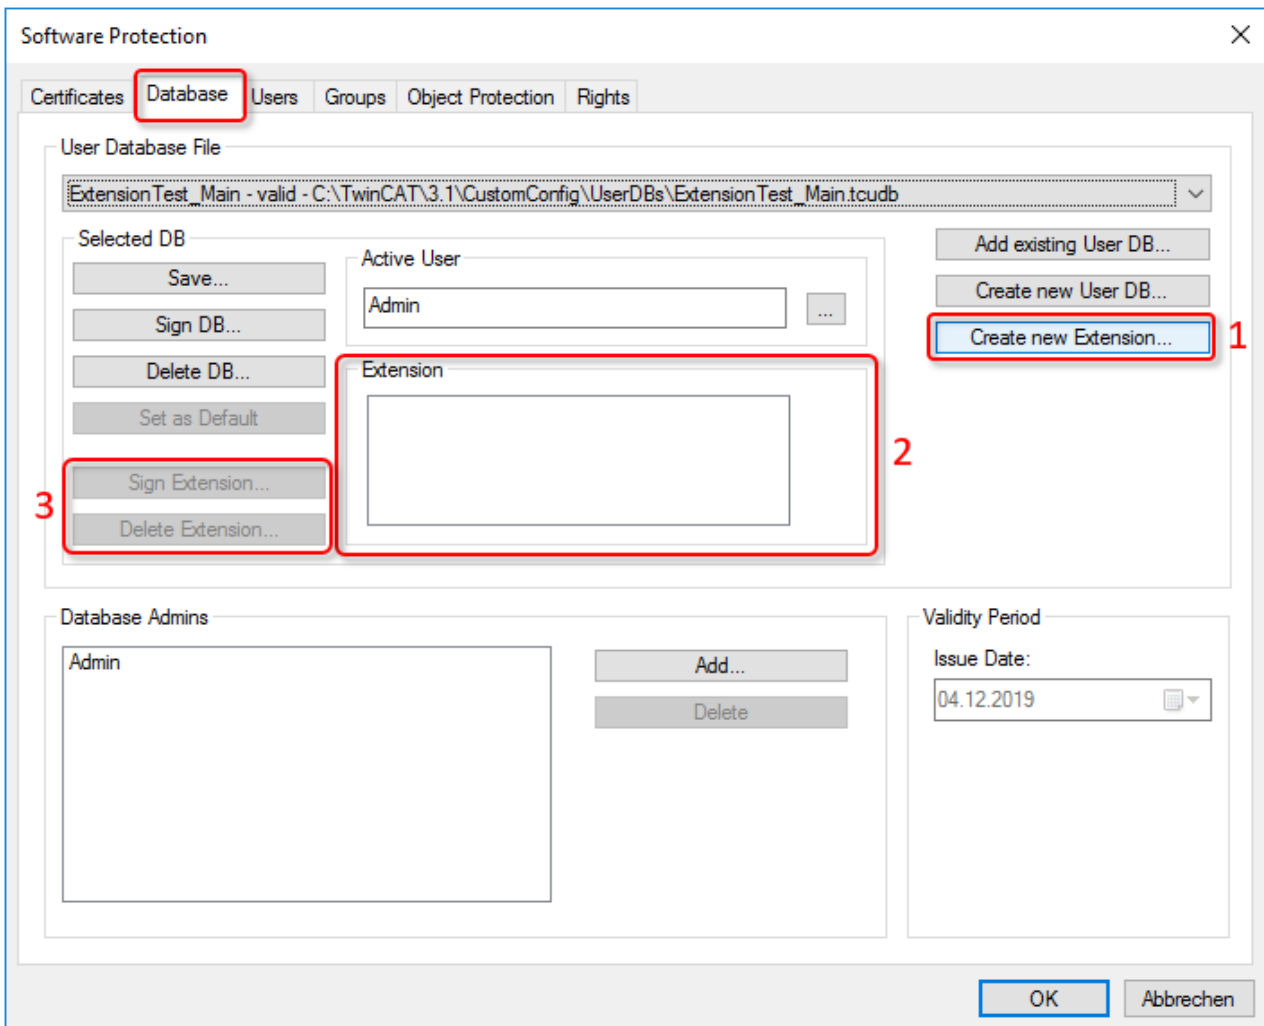 Software Protection
Certificates Database Users Groups Object Protection Rights
User Database File
ExtensionTest_Main - valid - C:\TwinCAT\3.1\CustomConfig\UserDBs\ExtensionTest_Main.tcudb
Selected DB
Save...
Sign DB...
Delete DB...
Set as Default
3
Sign Extension...
Delete Extension...
Active User
Admin
...
Extension
2
Add existing User DB...
Create new User DB...
Create new Extension...
1
Database Admins
Admin
Add...
Delete
Validity Period
Issue Date:
04.12.2019
OK
Abbrechen